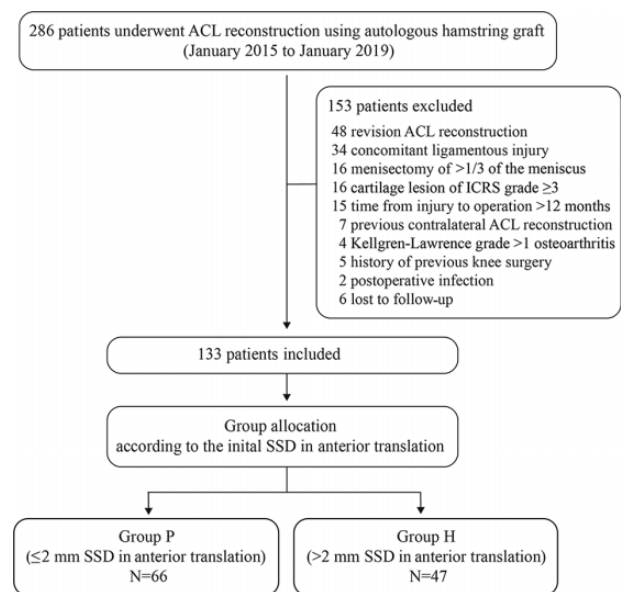 286 patients underwent ACL reconstruction using autologous hamstring graft
(January 2015 to January 2019)
153 patients excluded
48 revision ACL reconstruction
34 concomitant ligamentous injury
16 menisectomy of >1/3 of the meniscus
16 cartilage lesion of ICRS grade ≥3
15 time from injury to operation >12 months
7 previous contralateral ACL reconstruction
4 Kellgren-Lawrence grade >1 osteoarthritis
5 history of previous knee surgery
2 postoperative infection
6 lost to follow-up
133 patients included
Group allocation
according to the inital SSD in anterior translation
Group P
(≤2 mm SSD in anterior translation)
N=66
Group H
(>2 mm SSD in anterior translation)
N=47